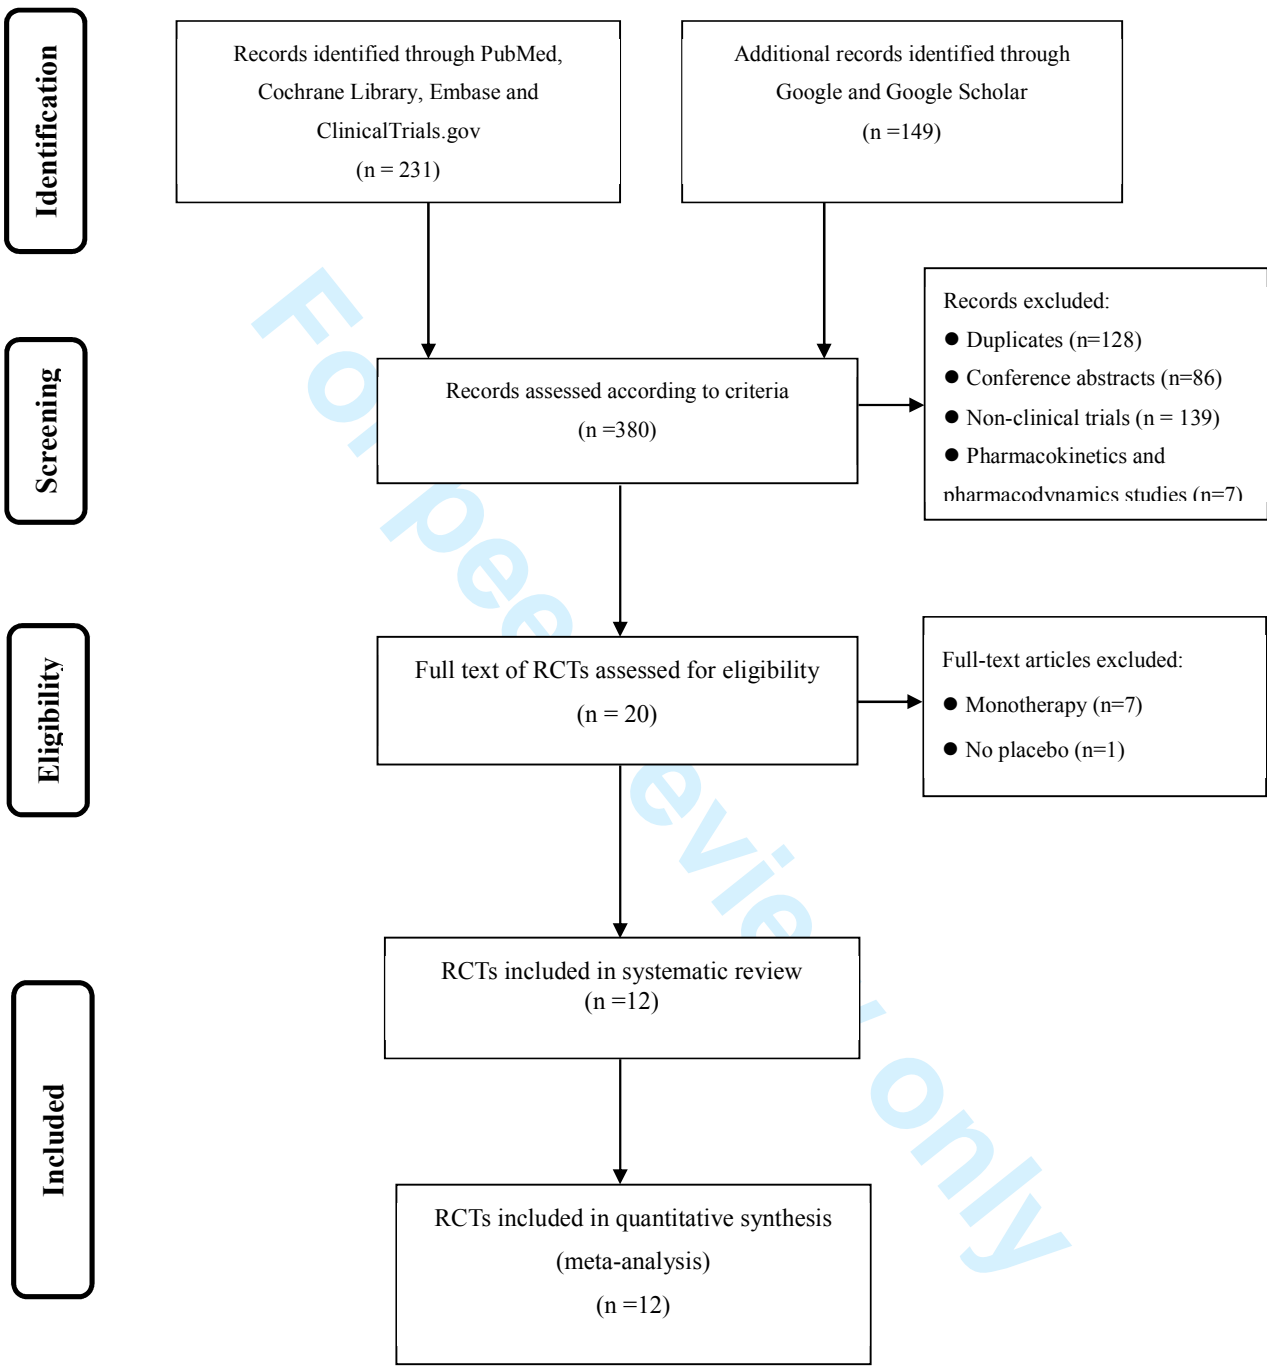 Identification
Records identified through PubMed,
Cochrane Library, Embase and
ClinicalTrials.gov
(n = 231)
Additional records identified through
Google and Google Scholar
(n =149)
Screening
Records assessed according to criteria
(n =380)
Records excluded:
● Duplicates (n=128)
● Conference abstracts (n=86)
● Non-clinical trials (n = 139)
● Pharmacokinetics and
pharmacodynamics studies (n=7)
Eligibility
Full text of RCTs assessed for eligibility
(n = 20)
Full-text articles excluded:
● Monotherapy (n=7)
● No placebo (n=1)
Included
RCTs included in systematic review
(n =12)
RCTs included in quantitative synthesis
(meta-analysis)
(n =12)
For peer review only